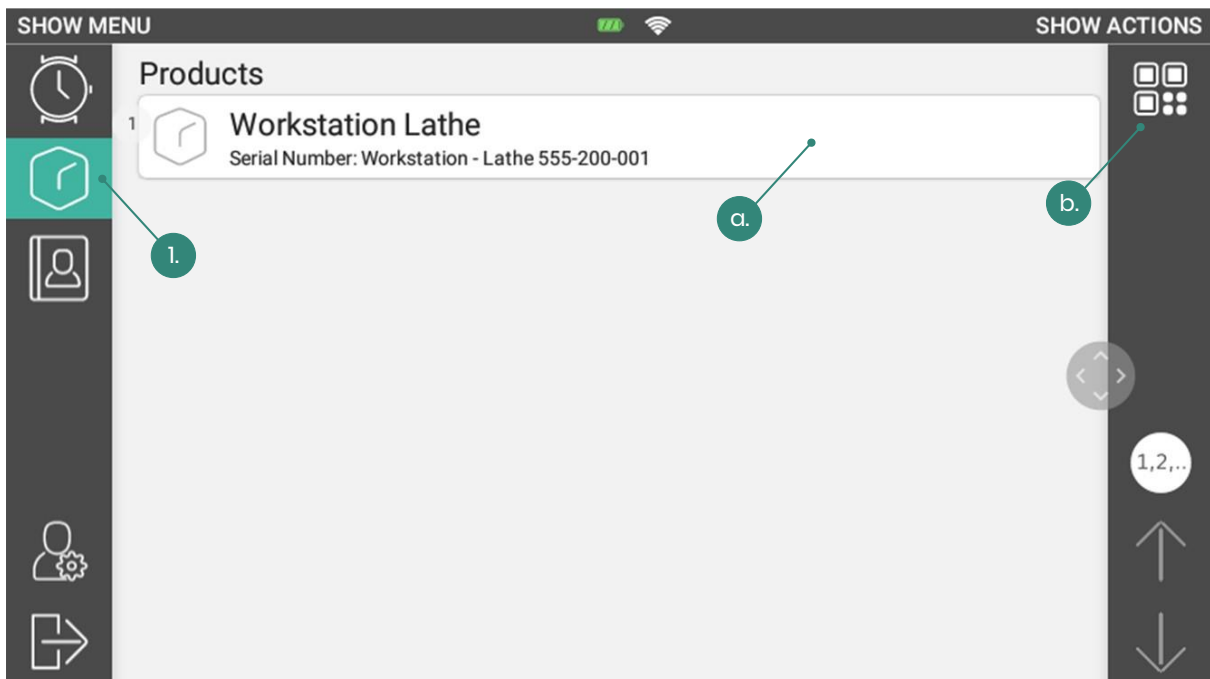 SHOW MENU
SHOW ACTIONS
Products
1
Workstation Lathe
Serial Number: Workstation - Lathe 555-200-001
a.
b.
1.
1,2,..